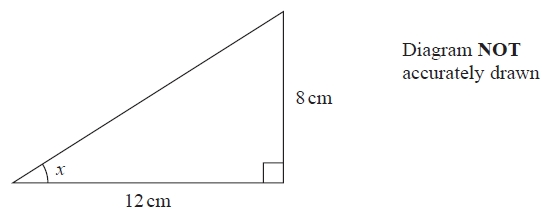 Diagram NOT
accurately drawn
8 cm
x
12 cm